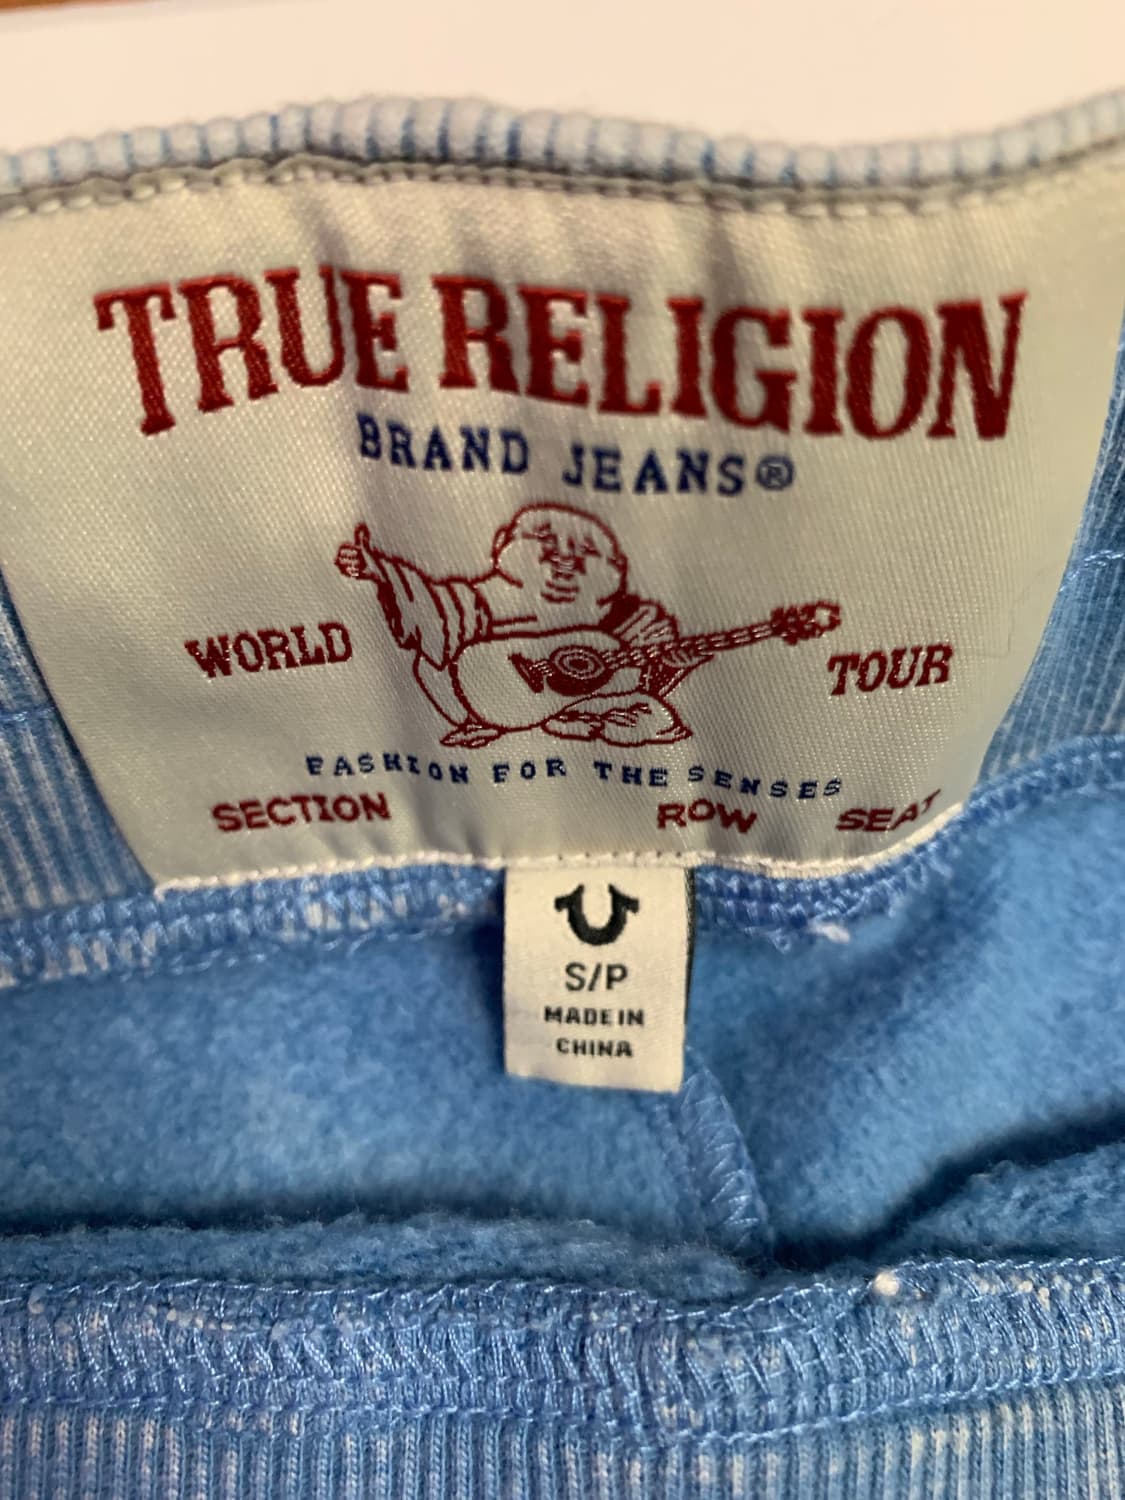 TRUE RELIGION
BRAND JEANS®
WORLD TOUR
FASHION FOR THE SENSES
SECTION ROW SEAT
S/P
MADE IN
CHINA